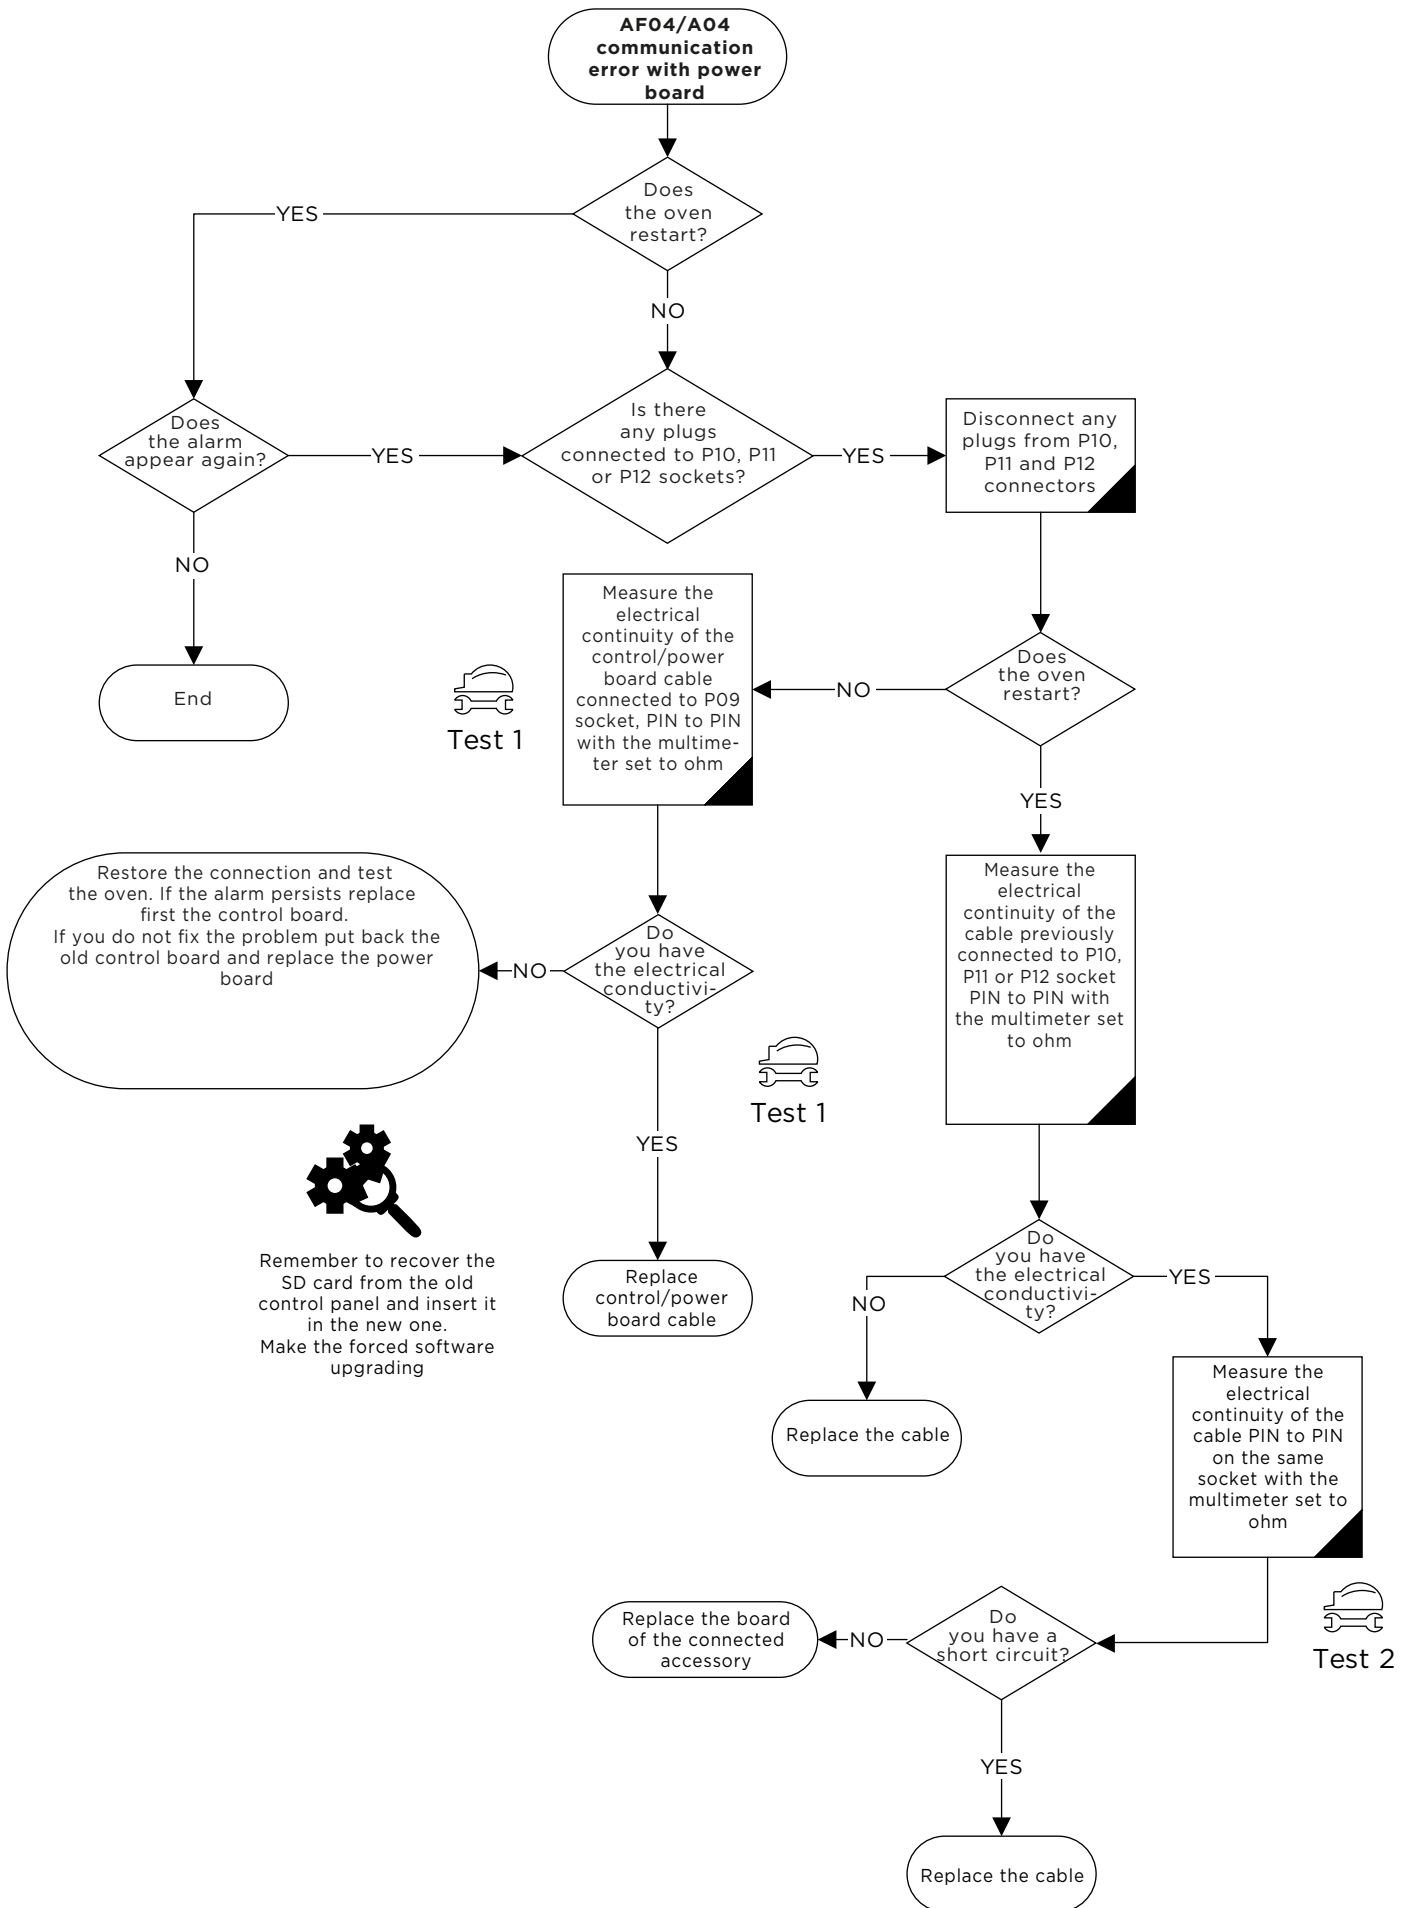 AF04/A04
communication
error with power
board
Does
the oven
restart?
YES
NO
Does
the alarm
appear again?
YES
Is there
any plugs
connected to P10, P11
or P12 sockets?
YES
Disconnect any
plugs from P10,
P11 and P12
connectors
NO
End
Measure the
electrical
continuity of the
control/power
board cable
connected to P09
socket, PIN to PIN
with the multime-
ter set to ohm
Test 1
NO
Does
the oven
restart?
YES
Restore the connection and test
the oven. If the alarm persists replace
first the control board.
If you do not fix the problem put back the
old control board and replace the power
board
NO
Do
you have
the electrical
conductivi-
ty?
Measure the
electrical
continuity of the
cable previously
connected to P10,
P11 or P12 socket
PIN to PIN with
the multimeter set
to ohm
Test 1
YES
Remember to recover the
SD card from the old
control panel and insert it
in the new one.
Make the forced software
upgrading
Replace
control/power
board cable
Do
you have
the electrical
conductivi-
ty?
NO
YES
Replace the cable
Measure the
electrical
continuity of the
cable PIN to PIN
on the same
socket with the
multimeter set to
ohm
Test 2
Replace the board
of the connected
accessory
NO
Do
you have a
short circuit?
YES
Replace the cable